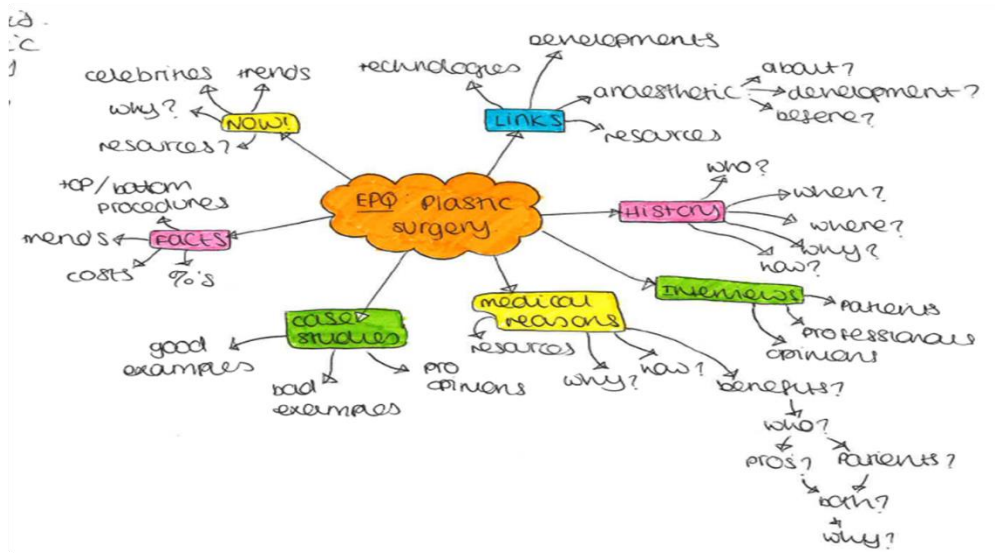 EPQ: Plastic
surgery
NOW!
celebrities
trends
why?
resources?
LINKS
technologies
developments
anaesthetic
about?
development?
before?
resources
HISTORY
who?
when?
where?
why?
how?
INTERVIEWS
patients
professionals
opinions
medical
reasons
resources
why?
how?
benefits?
who?
pros?
patients?
both?
why?
case
studies
good
examples
bad
examples
pro
opinions
FACTS
top/bottom
procedures
trends
costs
%'s